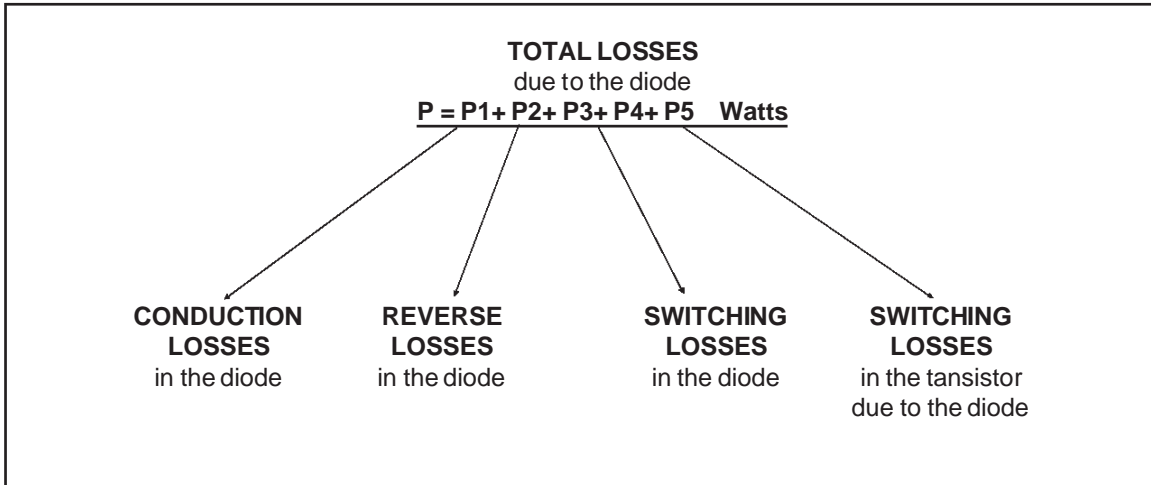 TOTAL LOSSES
due to the diode
P = P1+ P2+ P3+ P4+ P5 Watts
CONDUCTION
LOSSES
in the diode
REVERSE
LOSSES
in the diode
SWITCHING
LOSSES
in the diode
SWITCHING
LOSSES
in the tansistor
due to the diode